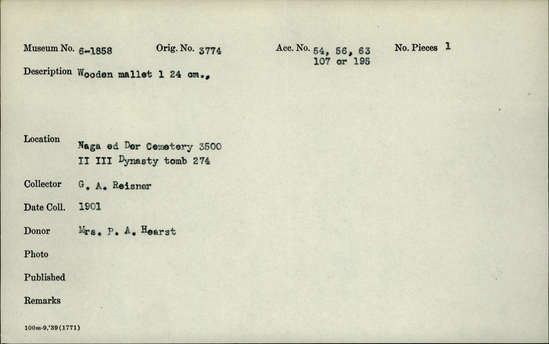 Museum No. 6-1858 Orig. No. 3774 Acc. No. 54, 56, 63 No. Pieces 1
107 or 195
Description Wooden mallet l 24 cm.,
Location Naga ed Der Cemetery 3500
II III Dynasty tomb 274
Collector G. A. Reisner
Date Coll. 1901
Donor Mrs. P. A. Hearst
Photo
Published
Remarks
100m-9,'39(1771)